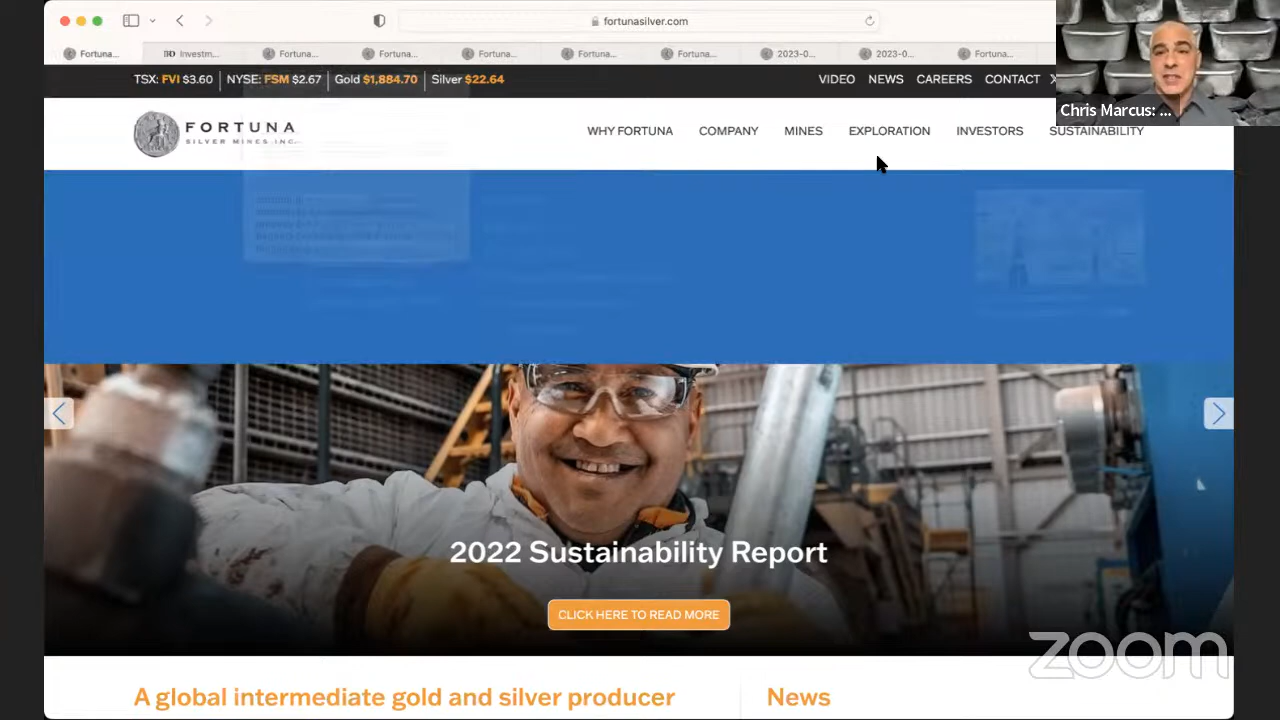 fortunasilver.com
Fortuna...
Investm...
Fortuna...
Fortuna...
Fortuna...
Fortuna...
Fortuna...
2023-0...
2023-0...
Fortuna...
TSX: FVI $3.60 NYSE: FSM $2.67 Gold $1,884.70 Silver $22.64
VIDEO NEWS CAREERS CONTACT
Chris Marcus: ...
FORTUNA
SILVER MINES INC.
WHY FORTUNA COMPANY MINES EXPLORATION INVESTORS SUSTAINABILITY
2022 Sustainability Report
CLICK HERE TO READ MORE
zoom
A global intermediate gold and silver producer
News